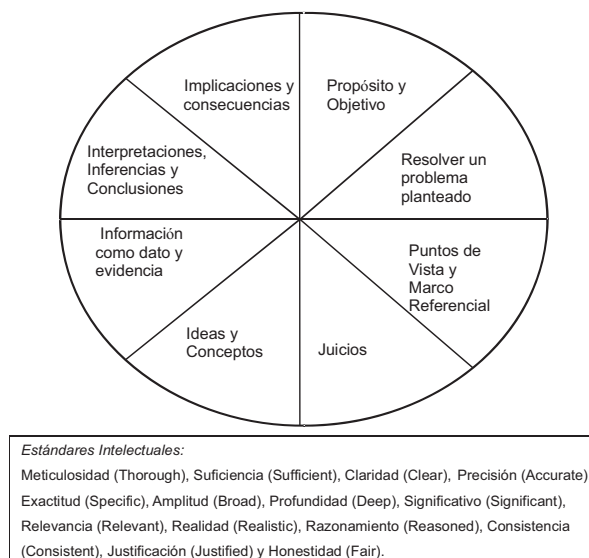 Implicaciones y
consecuencias
Propósito y
Objetivo
Interpretaciones,
Inferencias y
Conclusiones
Resolver un
problema
planteado
Información
como dato y
evidencia
Puntos de
Vista y
Marco
Referencial
Ideas y
Conceptos
Juicios
Estándares Intelectuales:
Meticulosidad (Thorough), Suficiencia (Sufficient), Claridad (Clear), Precisión (Accurate)
Exactitud (Specific), Amplitud (Broad), Profundidad (Deep), Significativo (Significant),
Relevancia (Relevant), Realidad (Realistic), Razonamiento (Reasoned), Consistencia
(Consistent), Justificación (Justified) y Honestidad (Fair).